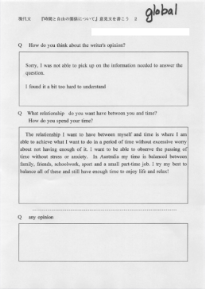 global
現代文 『時間と自由の関係について』意見文を書こう 2
Q How do you think about the writer's opinion?
Sorry, I was not able to pick up on the information needed to answer the
question.
I found it a bit too hard to understand
Q What relationship do you want have between you and time?
How do you spend your time?
The relationship I want to have between myself and time is where I am
able to achieve what I want to do in a period of time without excessive worry
about not having enough of it. I want to be able to observe the passing of
time without stress or anxiety. In Australia my time is balanced between
family, friends, schoolwork, sport and a small part-time job. I try my best to
balance all of these and still have enough time to enjoy life and relax!
Q my opinion